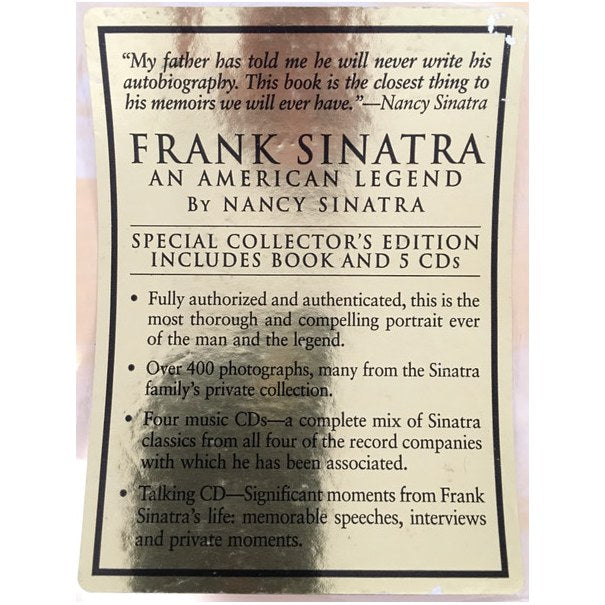 “My father has told me he will never write his
autobiography. This book is the closest thing to
his memoirs we will ever have.”—Nancy Sinatra
FRANK SINATRA
AN AMERICAN LEGEND
BY NANCY SINATRA
SPECIAL COLLECTOR’S EDITION
INCLUDES BOOK AND 5 CDs
• Fully authorized and authenticated, this is the
most thorough and compelling portrait ever
of the man and the legend.
• Over 400 photographs, many from the Sinatra
family’s private collection.
• Four music CDs—a complete mix of Sinatra
classics from all four of the record companies
with which he has been associated.
• Talking CD—Significant moments from Frank
Sinatra’s life: memorable speeches, interviews
and private moments.